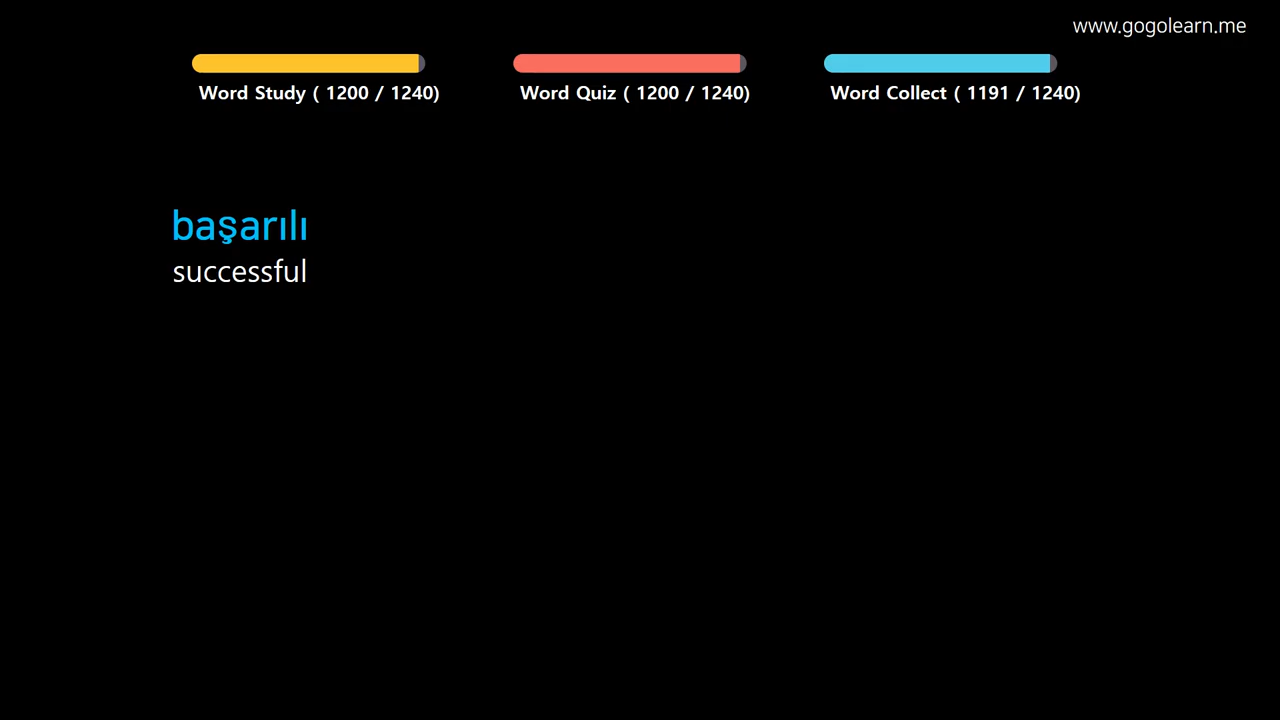 www.gogolearn.me
Word Study ( 1200 / 1240)
Word Quiz ( 1200 / 1240)
Word Collect ( 1191 / 1240)
başarılı
successful